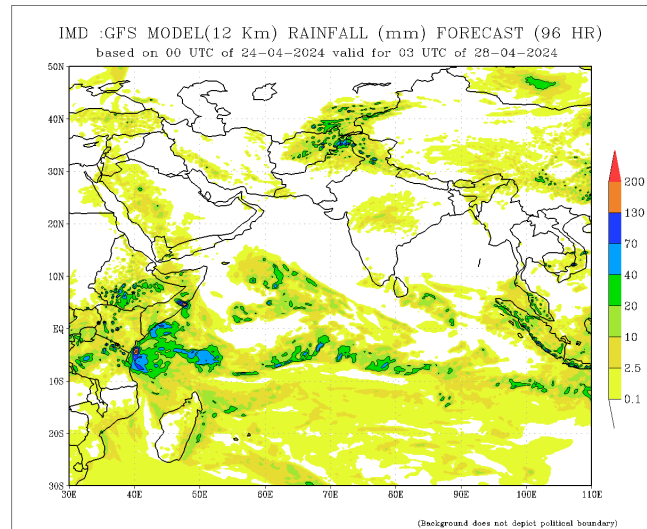 IMD :GFS MODEL(12 Km) RAINFALL (mm) FORECAST (96 HR)
based on 00 UTC of 24-04-2024 valid for 03 UTC of 28-04-2024
50N
40N
30N
20N
10N
EQ
10S
20S
30S
30E 40E 50E 60E 70E 80E 90E 100E 110E
200
130
70
40
20
10
2.5
0.1
(Background does not depict political boundary)